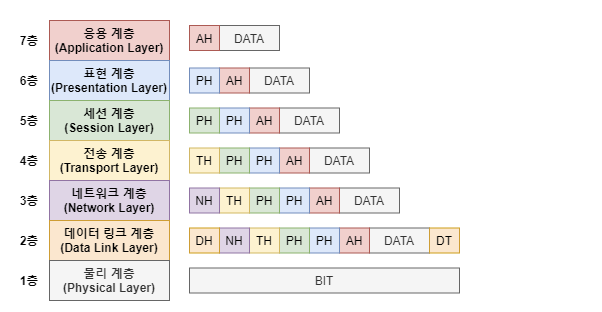 7층 응용 계층 (Application Layer) AH DATA
6층 표현 계층 (Presentation Layer) PH AH DATA
5층 세션 계층 (Session Layer) PH PH AH DATA
4층 전송 계층 (Transport Layer) TH PH PH AH DATA
3층 네트워크 계층 (Network Layer) NH TH PH PH AH DATA
2층 데이터 링크 계층 (Data Link Layer) DH NH TH PH PH AH DATA DT
1층 물리 계층 (Physical Layer) BIT